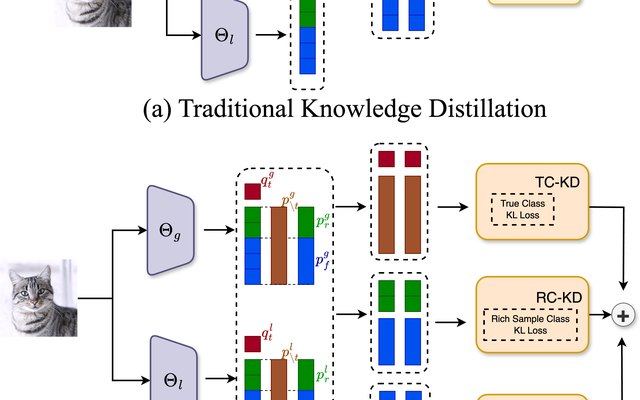 Θl
(a) Traditional Knowledge Distillation
Θg
q_t^g
p_{\t}^g
p_r^g
p_f^g
TC-KD
True Class
KL Loss
RC-KD
Rich Sample Class
KL Loss
+
Θl
q_t^l
p_{\t}^l
p_r^l